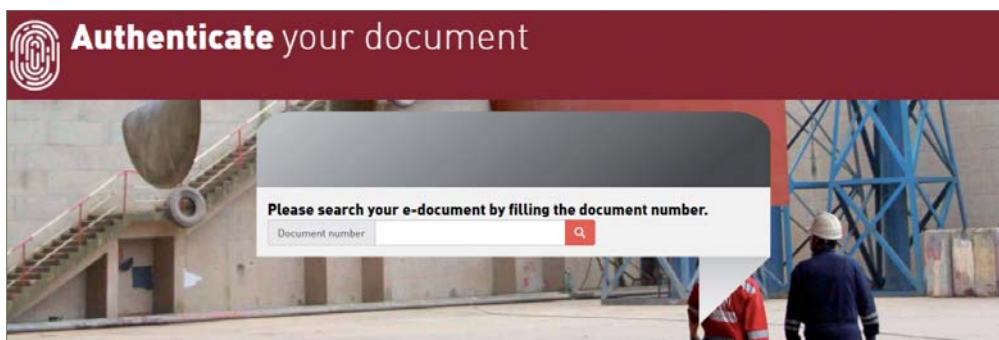 Authenticate your document
Please search your e-document by filling the document number.
Document number